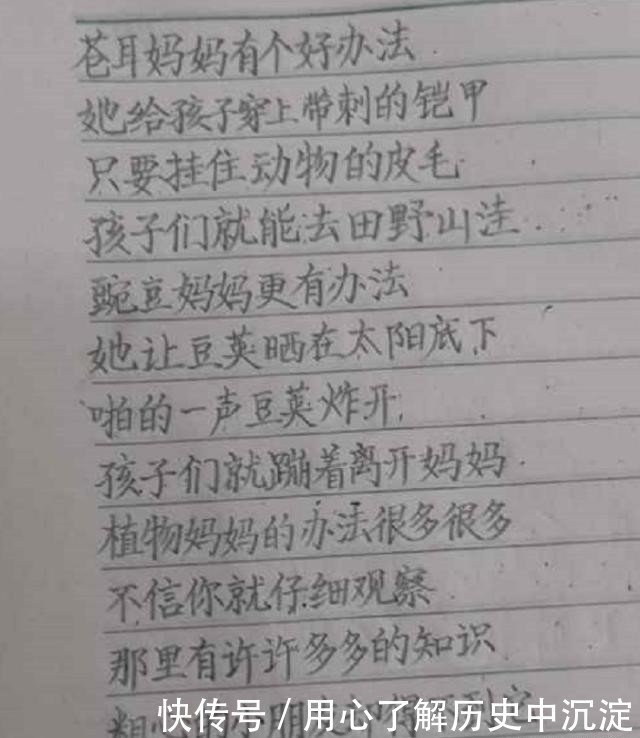 苍耳妈妈有个好办法
她给孩子穿上带刺的铠甲
只要挂住动物的皮毛
孩子们就能去田野山洼
豌豆妈妈更有办法
她让豆荚晒在太阳底下
啪的一声豆荚炸开
孩子们就蹦着离开妈妈
植物妈妈的办法很多很多
不信你就仔细观察
那里有许许多多的知识
快传号/用心了解历史中沉淀